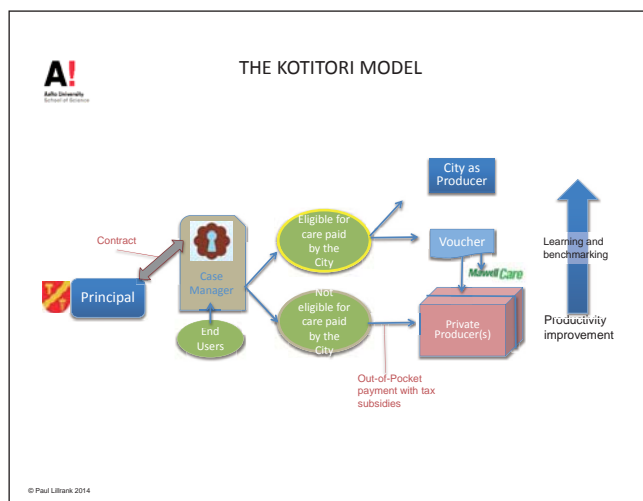 A!
Aalto University
School of Science
THE KOTITORI MODEL
City as
Producer
Contract
Eligible for
care paid
by the
City
Voucher
Learning and
benchmarking
Mawell Care
Case
Manager
Principal
Not
eligible for
care paid
by the
City
End
Users
Private
Producer(s)
Productivity
improvement
Out-of-Pocket
payment with tax
subsidies
© Paul Lillrank 2014